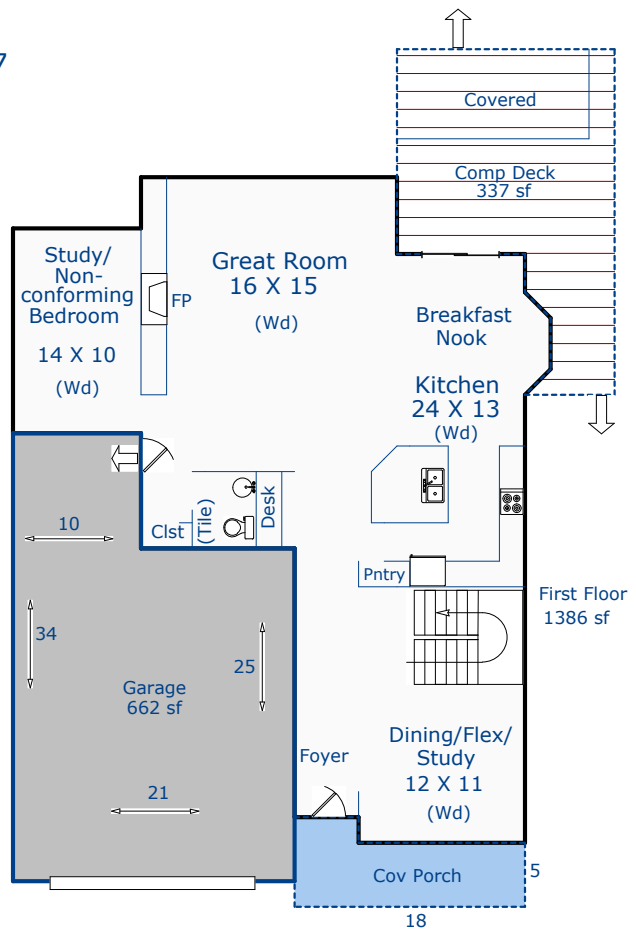 7
Covered
Comp Deck
337 sf
Study/
Non-
conforming
Bedroom
14 X 10
(Wd)
FP
Great Room
16 X 15
(Wd)
Breakfast
Nook
Kitchen
24 X 13
(Wd)
10
Clst
(Tile)
Desk
Pntry
First Floor
1386 sf
34
25
Garage
662 sf
21
Foyer
Dining/Flex/
Study
12 X 11
(Wd)
Cov Porch
5
18